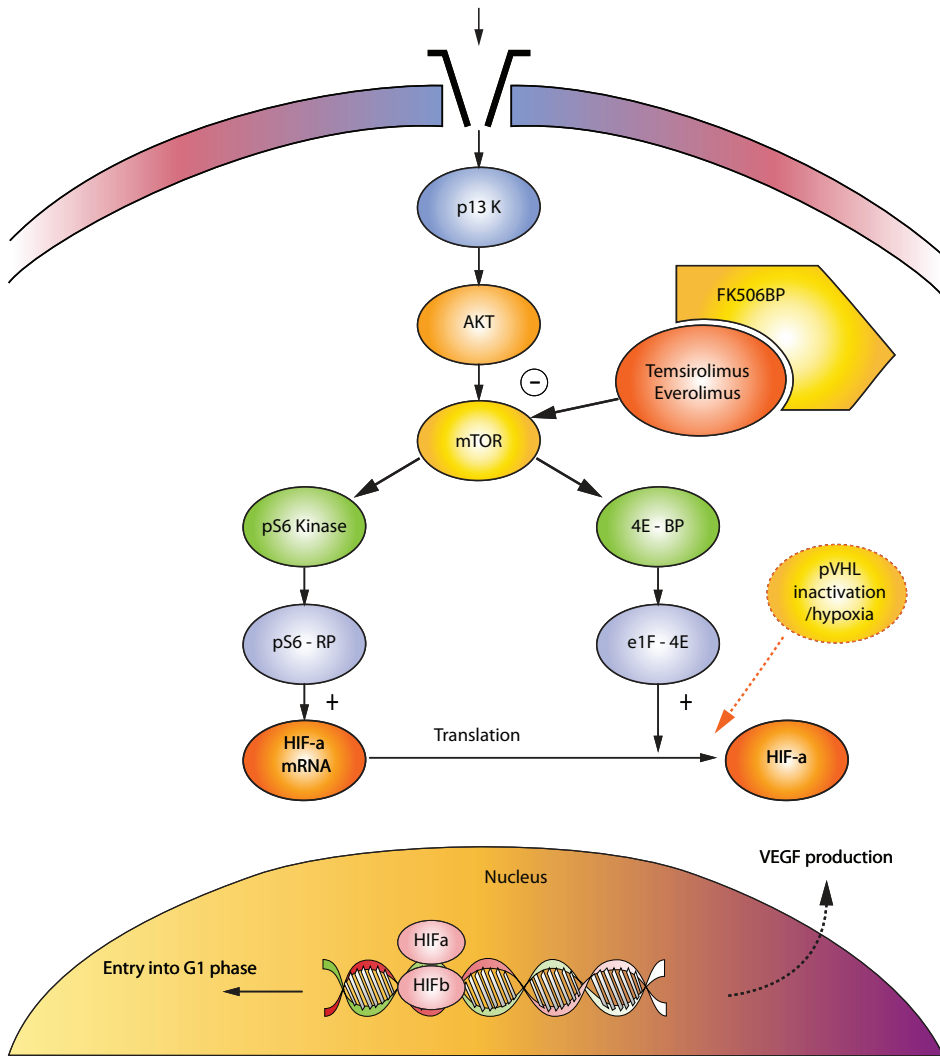 p13 K
AKT
FK506BP
Temsirolimus
Everolimus
−
mTOR
pS6 Kinase
4E - BP
pVHL
inactivation
/hypoxia
pS6 - RP
e1F - 4E
+
+
HIF-a
mRNA
Translation
HIF-a
VEGF production
Nucleus
HIFa
Entry into G1 phase
HIFb